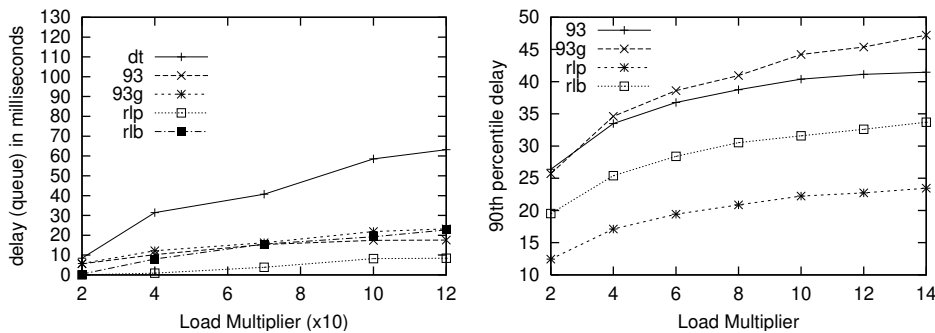 delay (queue) in milliseconds
130
120
110
100
90
80
70
60
50
40
30
20
10
0
dt
93
93g
rlp
rlb
2 4 6 8 10 12
Load Multiplier (x10)
90th percentile delay
50
45
40
35
30
25
20
15
10
93
93g
rlp
rlb
2 4 6 8 10 12 14
Load Multiplier